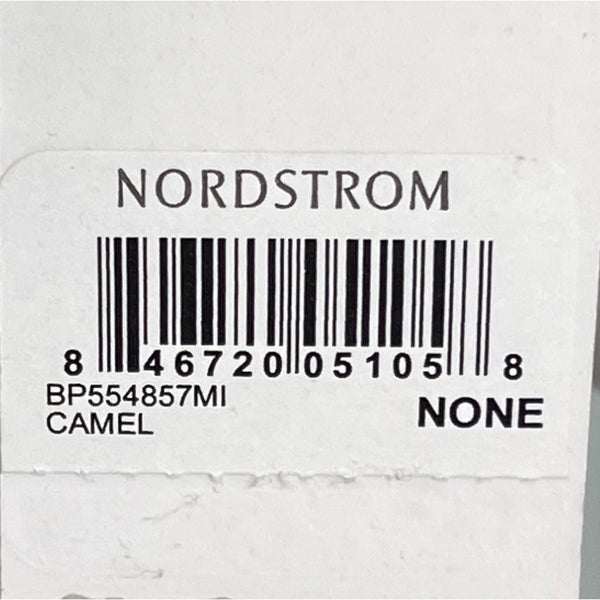 NORDSTROM
8 46720 05105 8
BP554857MI
CAMEL
NONE